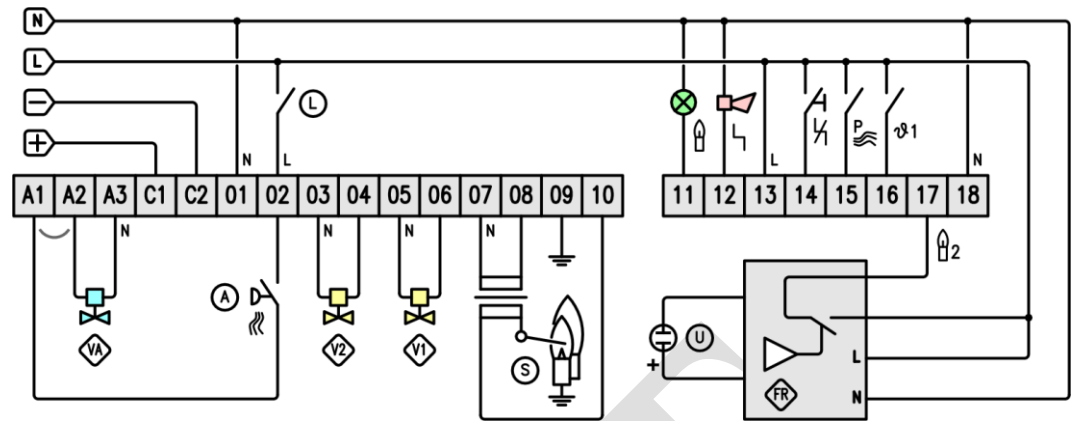 N
L
−
+
L
N L
P
ϑ1
L
N
A1 A2 A3 C1 C2 01 02 03 04 05 06 07 08 09 10
11 12 13 14 15 16 17 18
N N N N
2
A
VA
V2
V1
S
+
U
FR
L
N